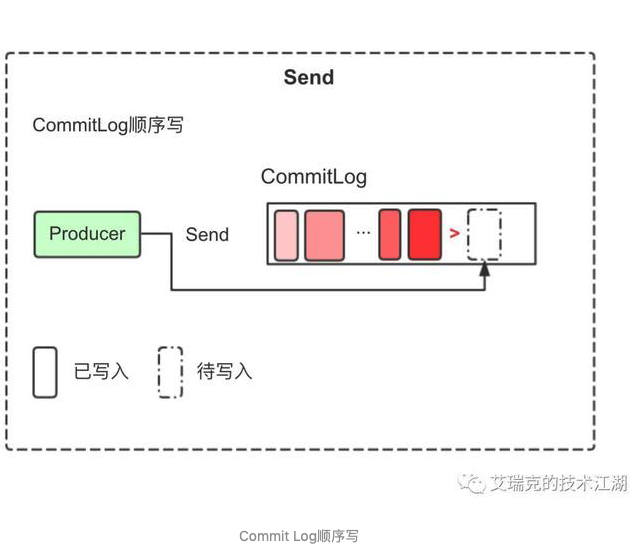 Send
CommitLog顺序写
CommitLog
Producer
Send
...
>
已写入
待写入
艾瑞克的技术江湖
Commit Log顺序写